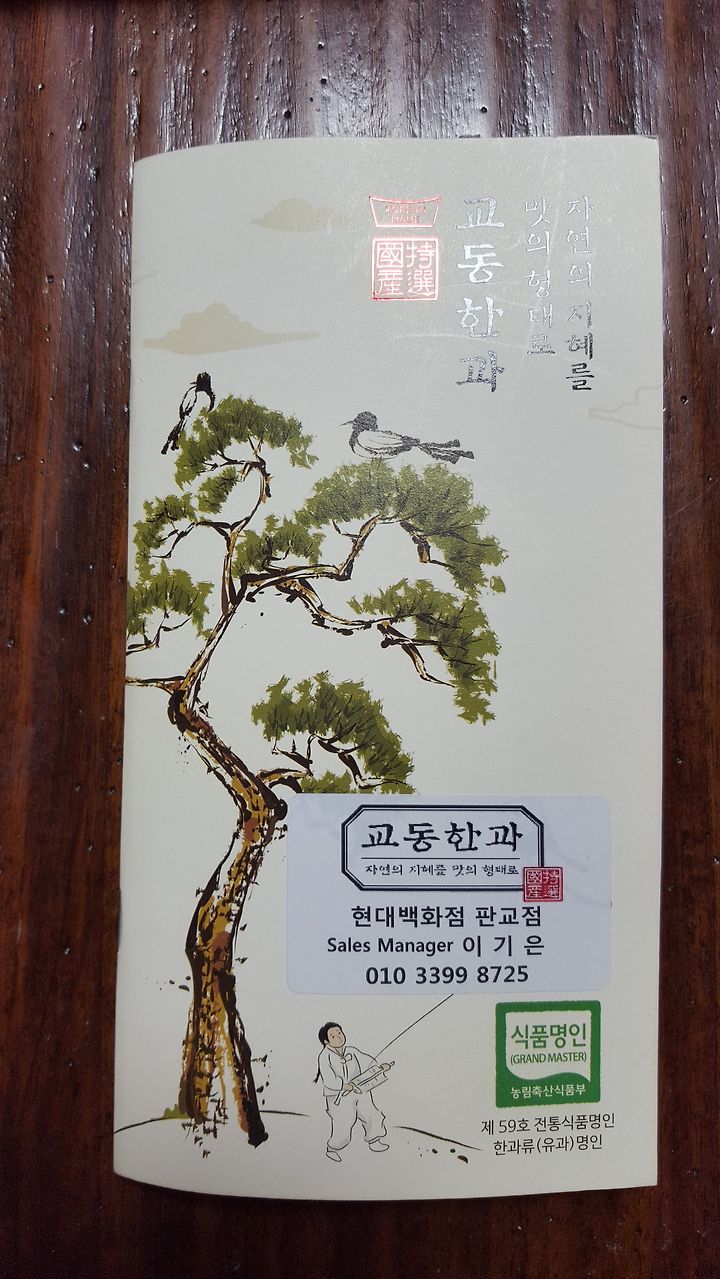 자연의 지혜를
맛의 형태로
교동한과
KOREAN
MADE
特選
國産
교동한과
자연의 지혜를 맛의 형태로
特選
國産
현대백화점 판교점
Sales Manager 이 기 은
010 3399 8725
식품명인
(GRAND MASTER)
농림축산식품부
제 59호 전통식품명인
한과류(유과)명인